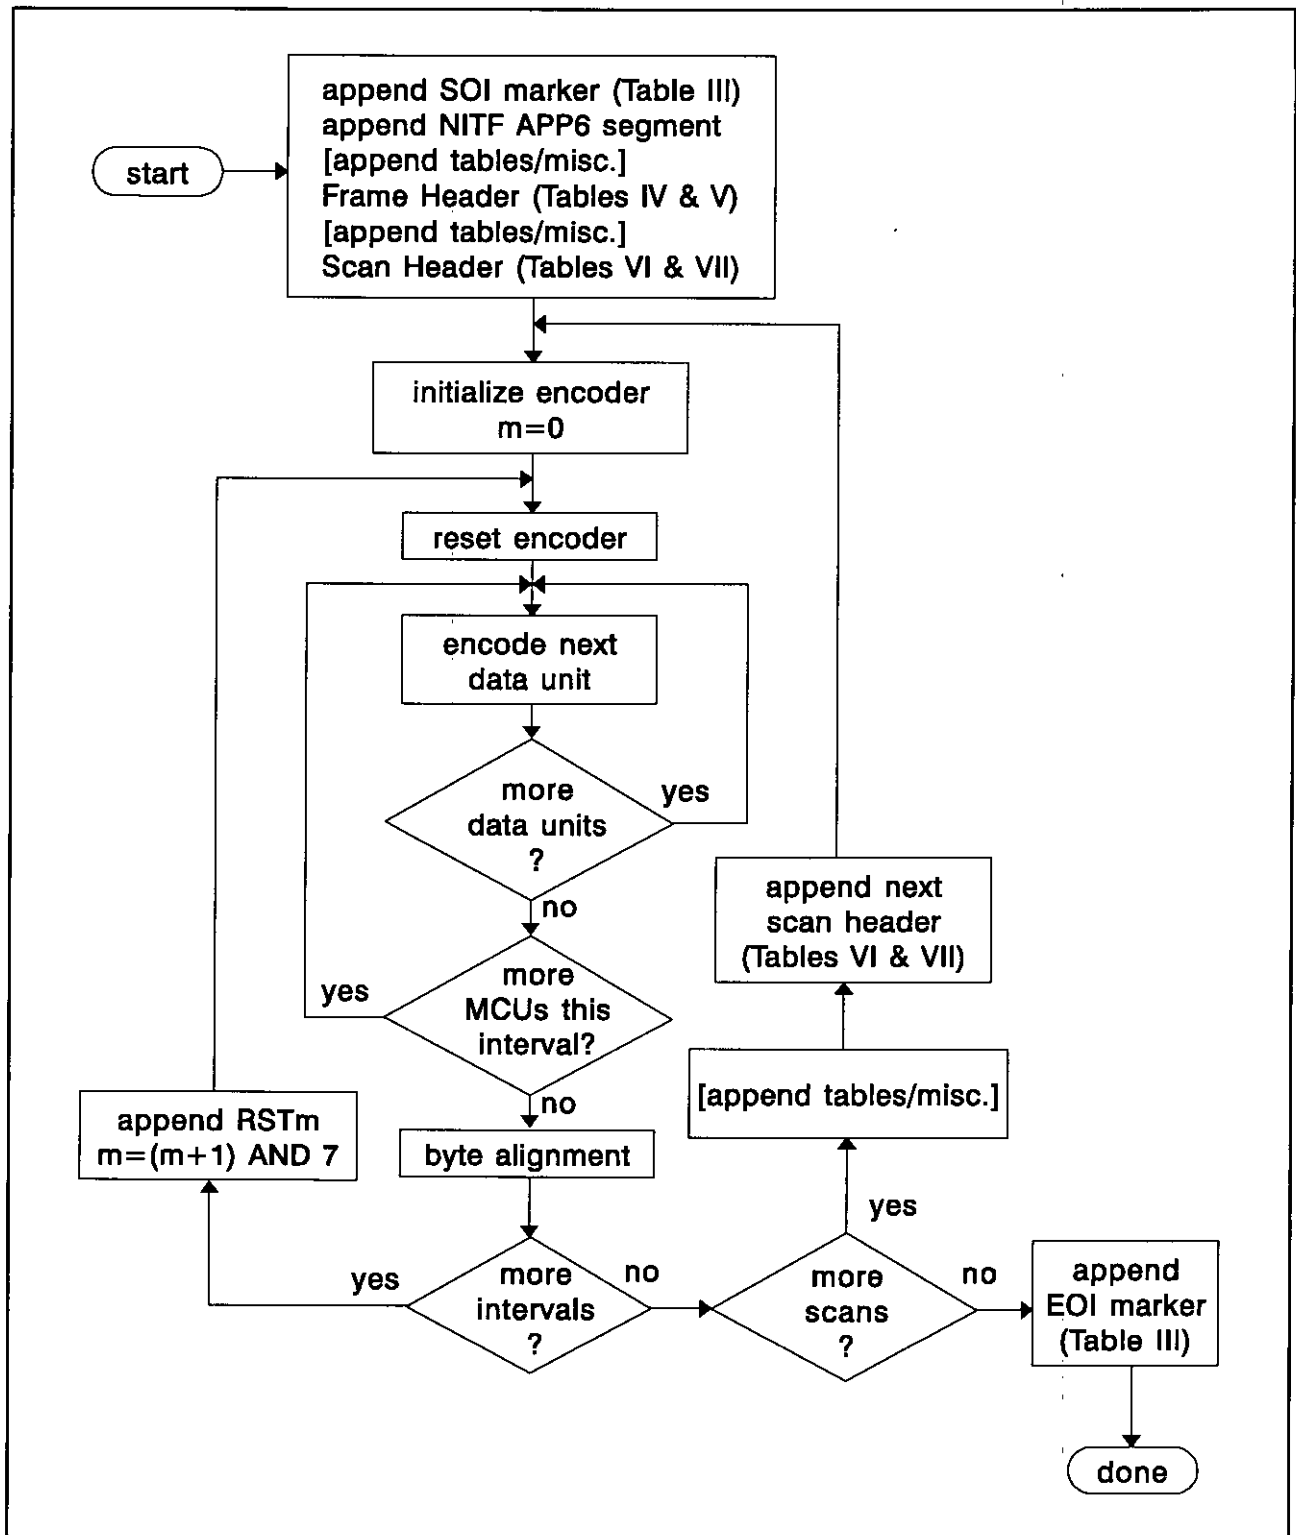 append SOI marker (Table III)
append NITF APP6 segment
[append tables/misc.]
Frame Header (Tables IV & V)
[append tables/misc.]
Scan Header (Tables VI & VII)
start
initialize encoder
m=0
reset encoder
encode next
data unit
more
data units
?
yes
no
append next
scan header
(Tables VI & VII)
more
MCUs this
interval?
yes
no
[append tables/misc.]
append RSTm
m=(m+1) AND 7
byte alignment
yes
more
intervals
?
yes
no
more
scans
?
no
append
EOI marker
(Table III)
done